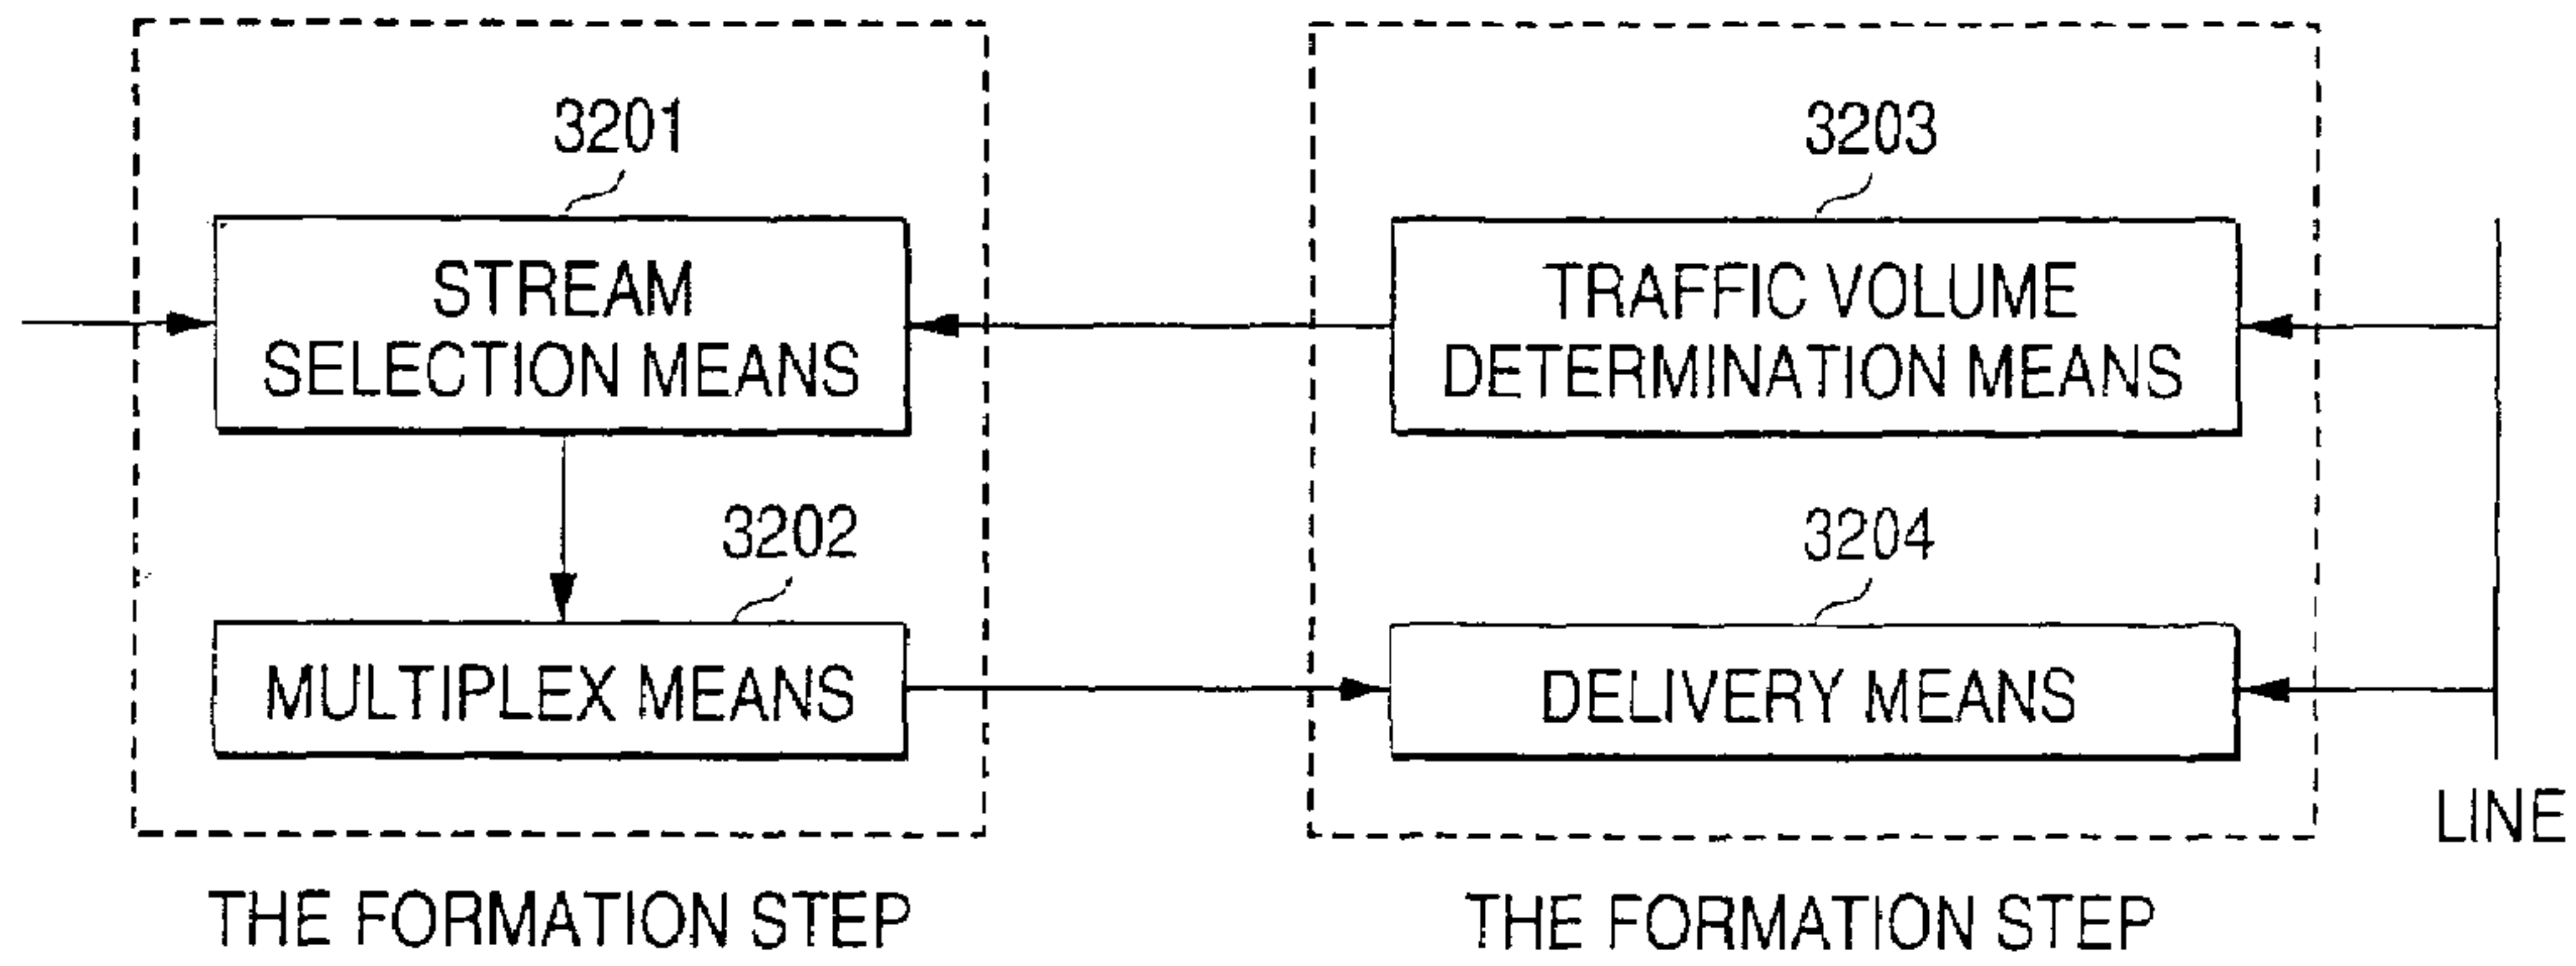 3201
STREAM
SELECTION MEANS
3202
MULTIPLEX MEANS
THE FORMATION STEP
3203
TRAFFIC VOLUME
DETERMINATION MEANS
3204
DELIVERY MEANS
THE FORMATION STEP
LINE